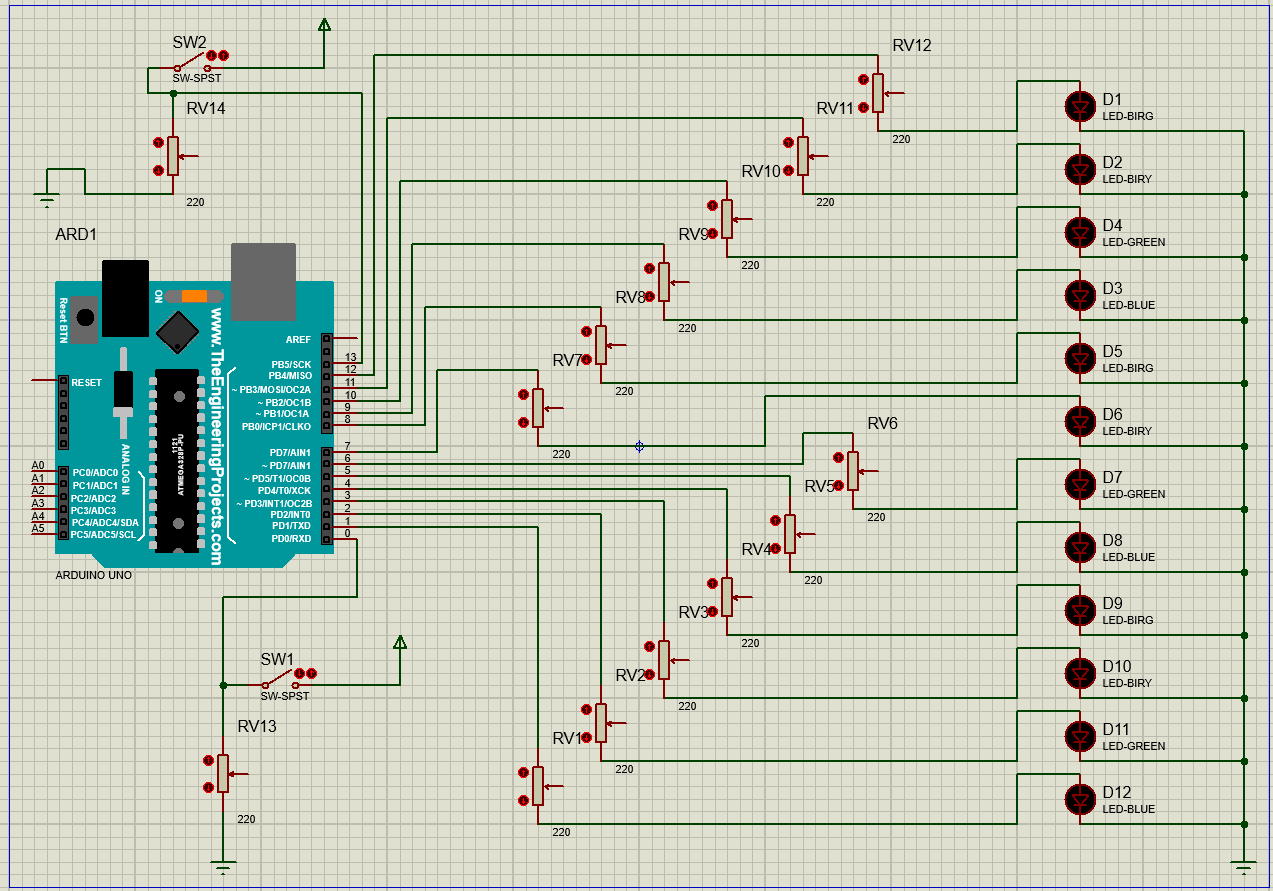 SW2
SW-SPST
RV14
220
RV12
220
RV11
220
RV10
220
RV9
220
RV8
220
RV7
220
RV6
220
RV5
220
RV4
220
RV3
220
RV2
220
RV1
220
D1
LED-BIRG
D2
LED-BIRY
D4
LED-GREEN
D3
LED-BLUE
D5
LED-BIRG
D6
LED-BIRY
D7
LED-GREEN
D8
LED-BLUE
D9
LED-BIRG
D10
LED-BIRY
D11
LED-GREEN
D12
LED-BLUE
ARD1
Reset BTN
ON
www.TheEngineeringProjects.com
RESET
ANALOG IN
1121
ATMEGA328P-PU
AREF
PB5/SCK 13
PB4/MISO 12
~ PB3/MOSI/OC2A 11
~ PB2/OC1B 10
~ PB1/OC1A 9
PB0/ICP1/CLKO 8
PD7/AIN1 7
~ PD7/AIN1 6
~ PD5/T1/OC0B 5
PD4/T0/XCK 4
~ PD3/INT1/OC2B 3
PD2/INT0 2
PD1/TXD 1
PD0/RXD 0
A0 PC0/ADC0
A1 PC1/ADC1
A2 PC2/ADC2
A3 PC3/ADC3
A4 PC4/ADC4/SDA
A5 PC5/ADC5/SCL
ARDUINO UNO
SW1
SW-SPST
RV13
220